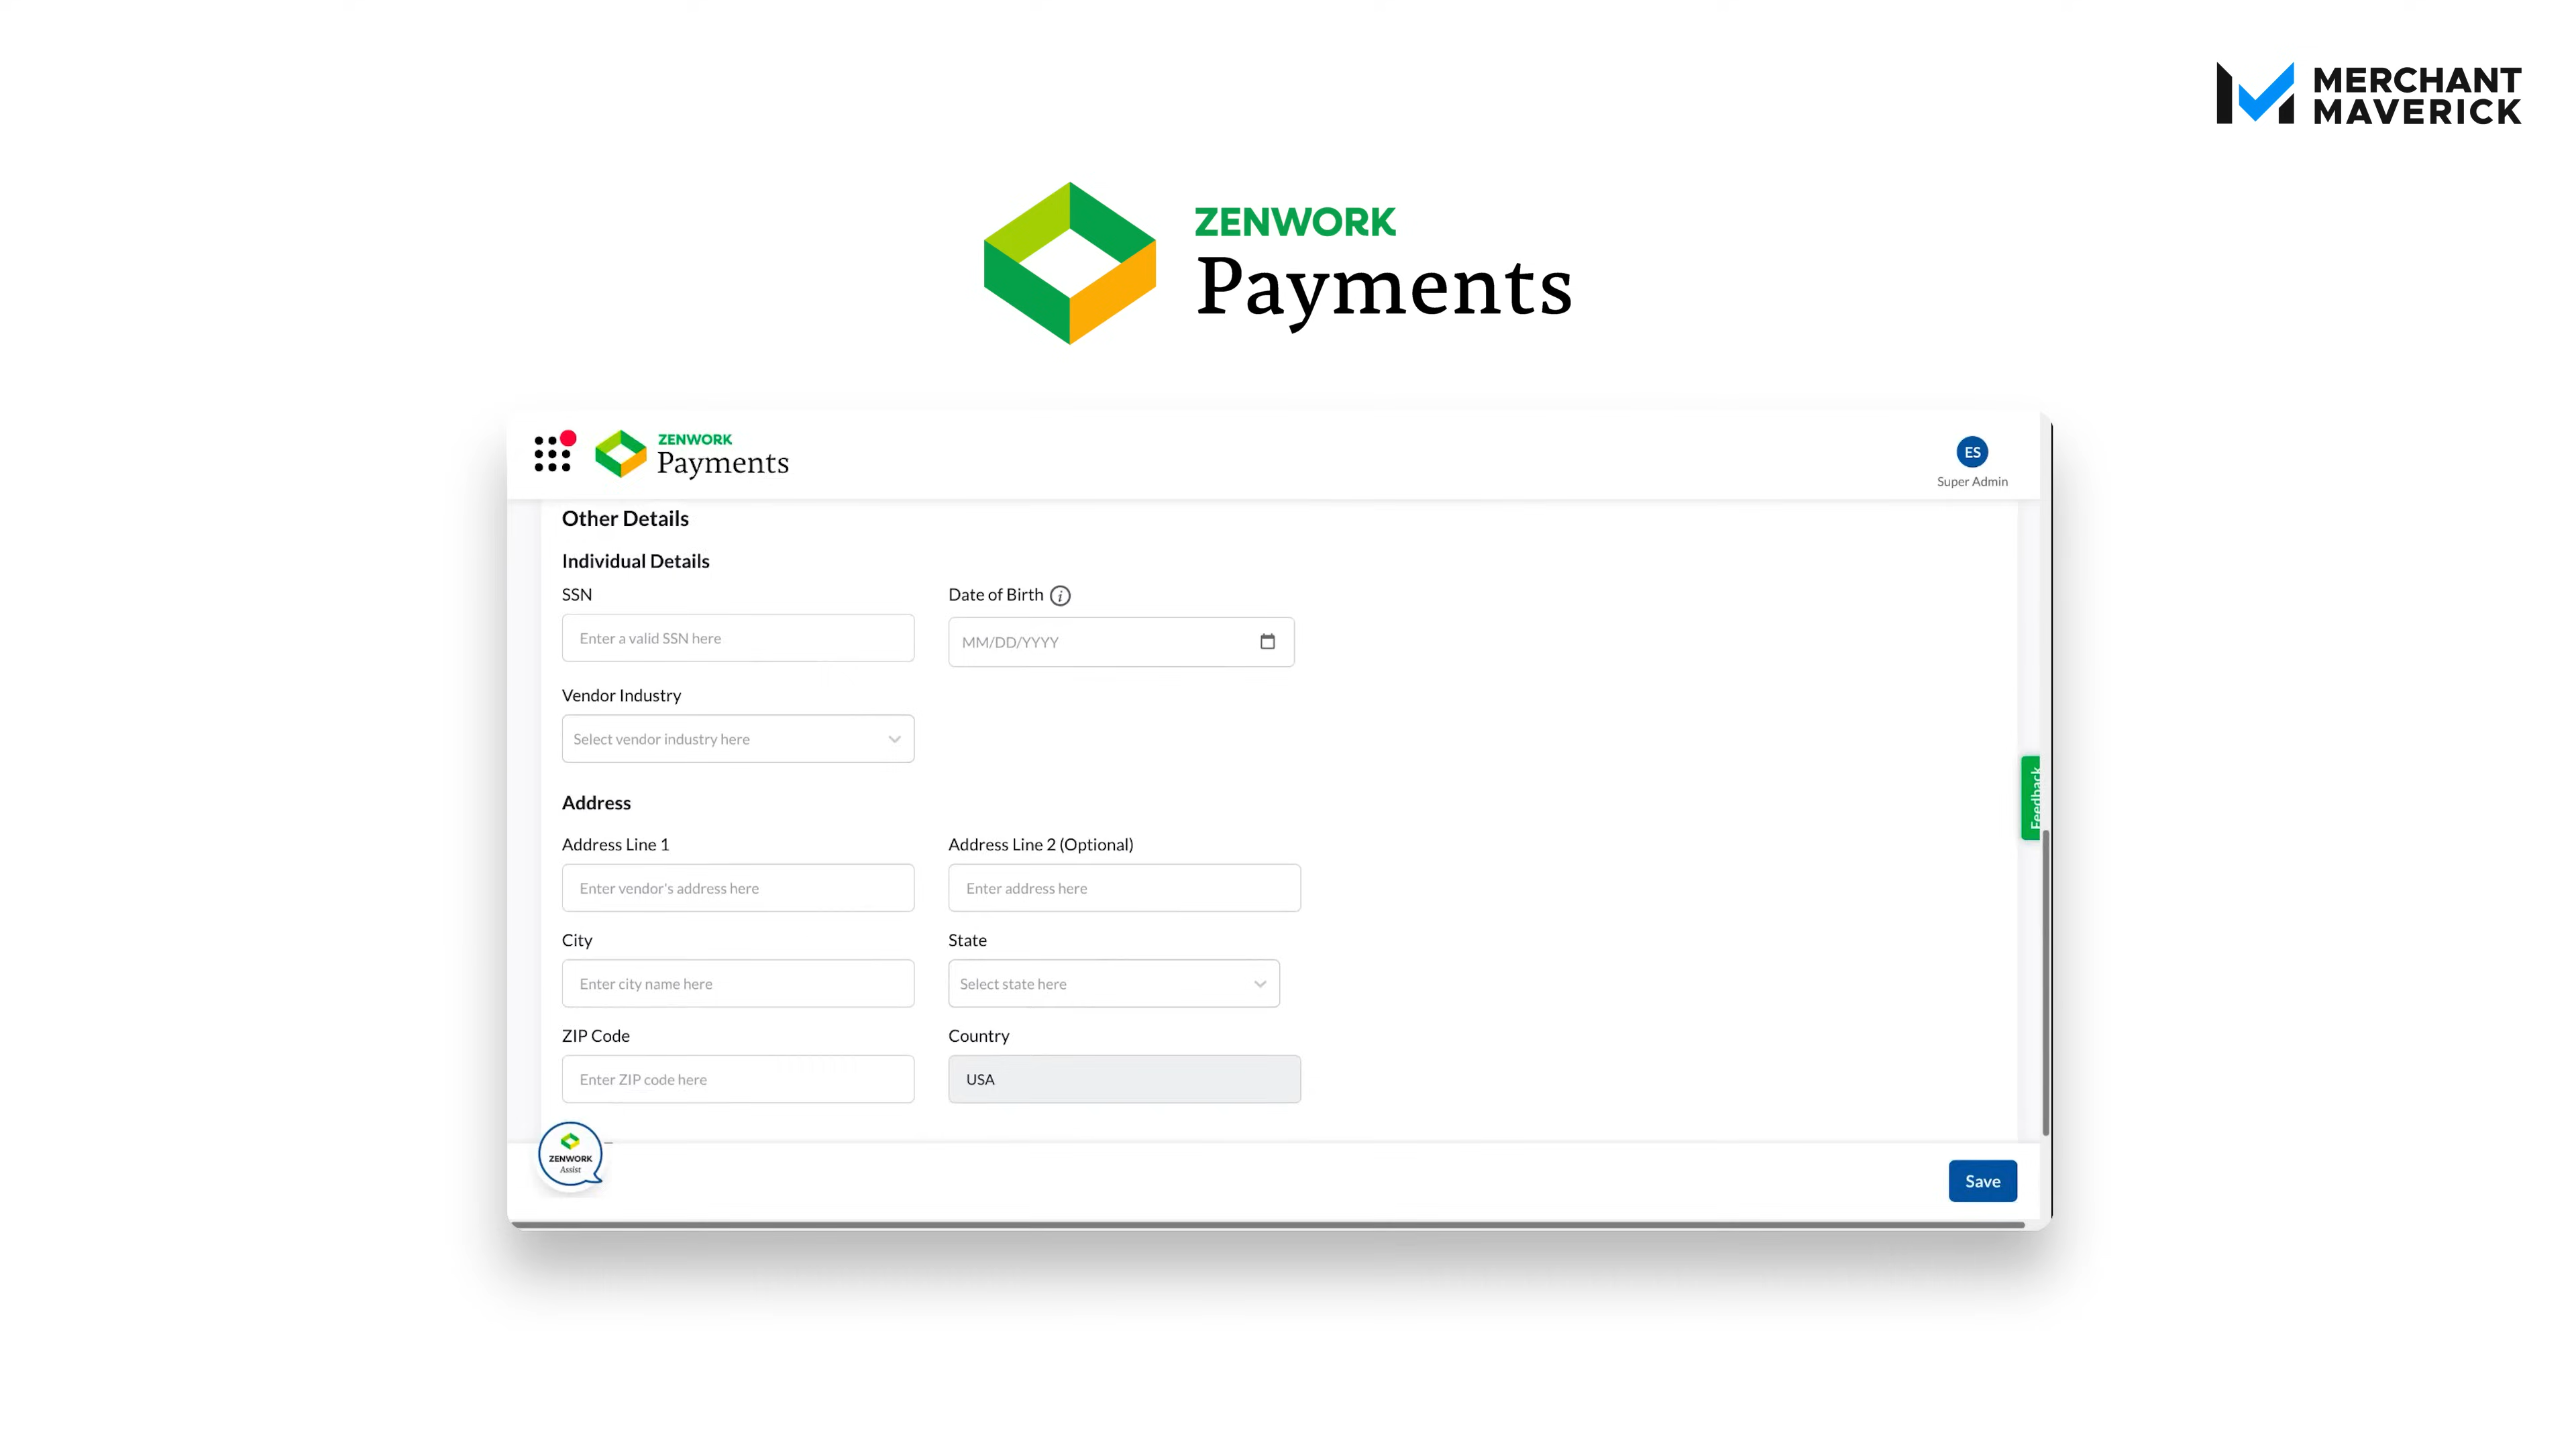 MERCHANT
MAVERICK
ZENWORK
Payments
ZENWORK
Payments
ES
Super Admin
Other Details
Individual Details
SSN
Date of Birth i
Enter a valid SSN here
MM/DD/YYYY
Vendor Industry
Select vendor industry here
Feedback
Address
Address Line 1
Address Line 2 (Optional)
Enter vendor's address here
Enter address here
City
State
Enter city name here
Select state here
ZIP Code
Country
Enter ZIP code here
USA
ZENWORK
Assist
Save